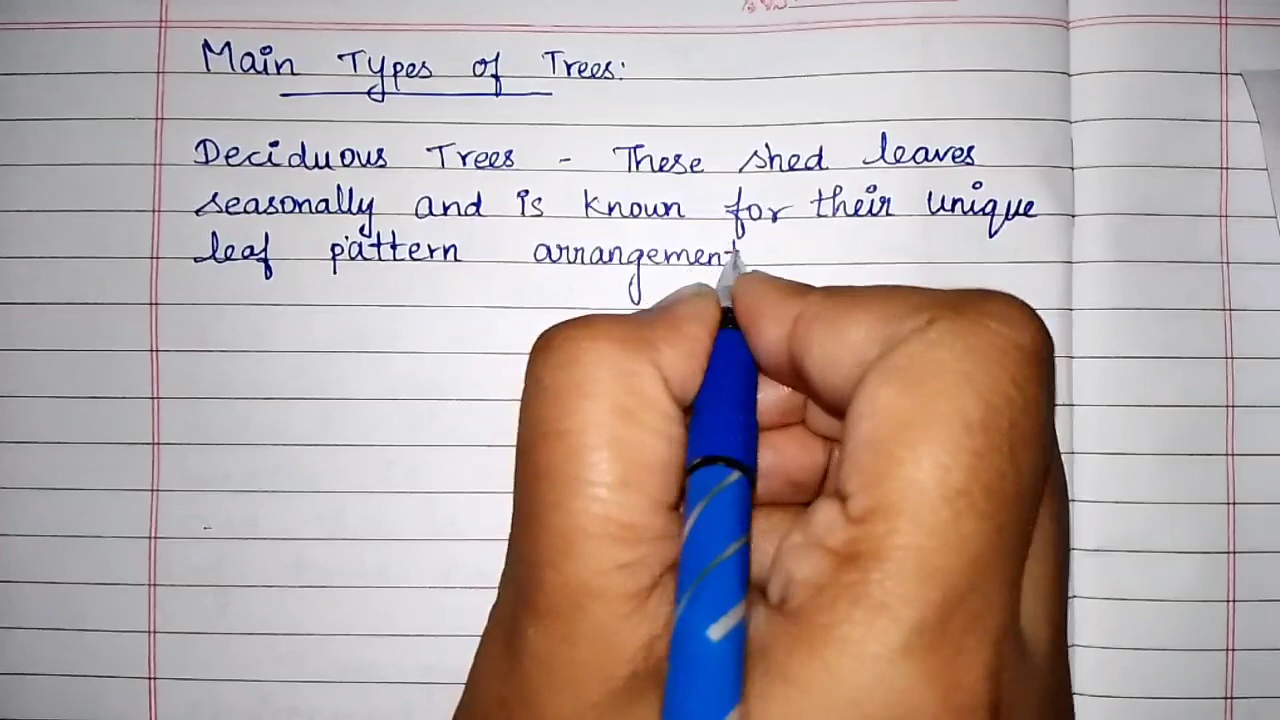 Main Types of Trees:
Deciduous Trees - These shed leaves
seasonally and is known for their unique
leaf pattern arrangement